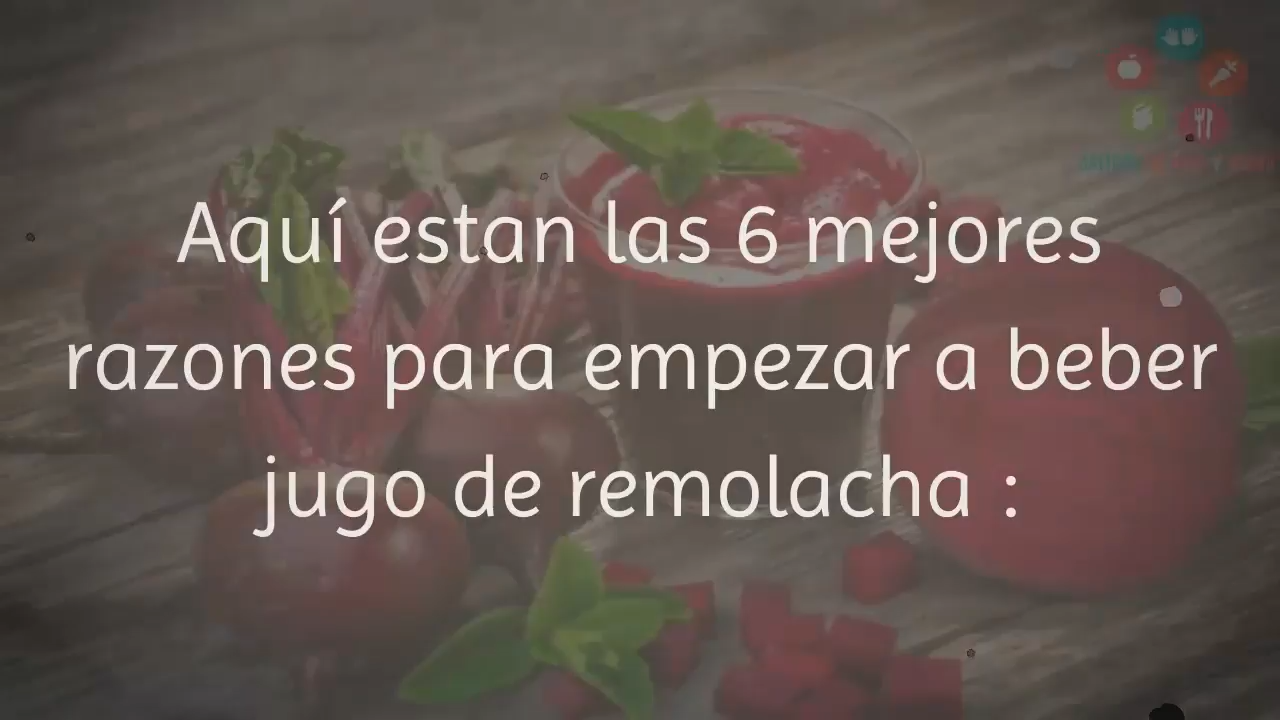 Aquí estan las 6 mejores
razones para empezar a beber
jugo de remolacha :